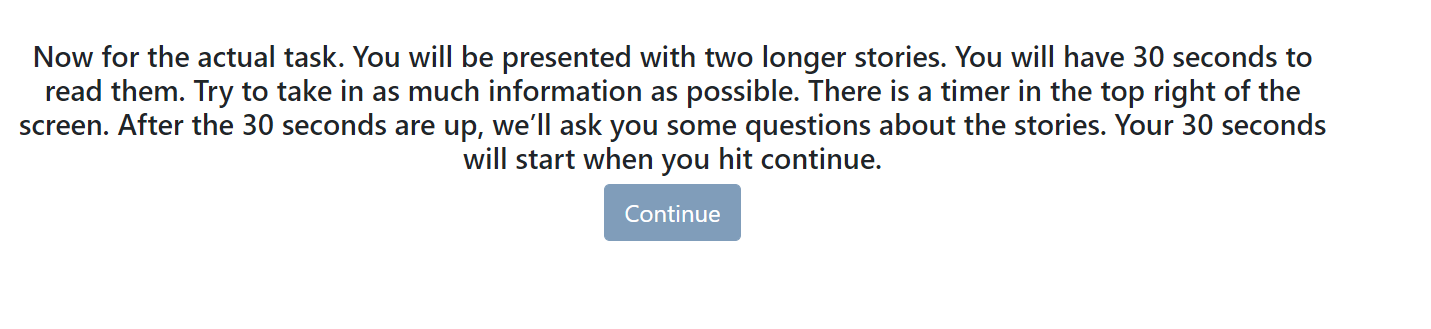 Now for the actual task. You will be presented with two longer stories. You will have 30 seconds to
read them. Try to take in as much information as possible. There is a timer in the top right of the
screen. After the 30 seconds are up, we’ll ask you some questions about the stories. Your 30 seconds
will start when you hit continue.
Continue